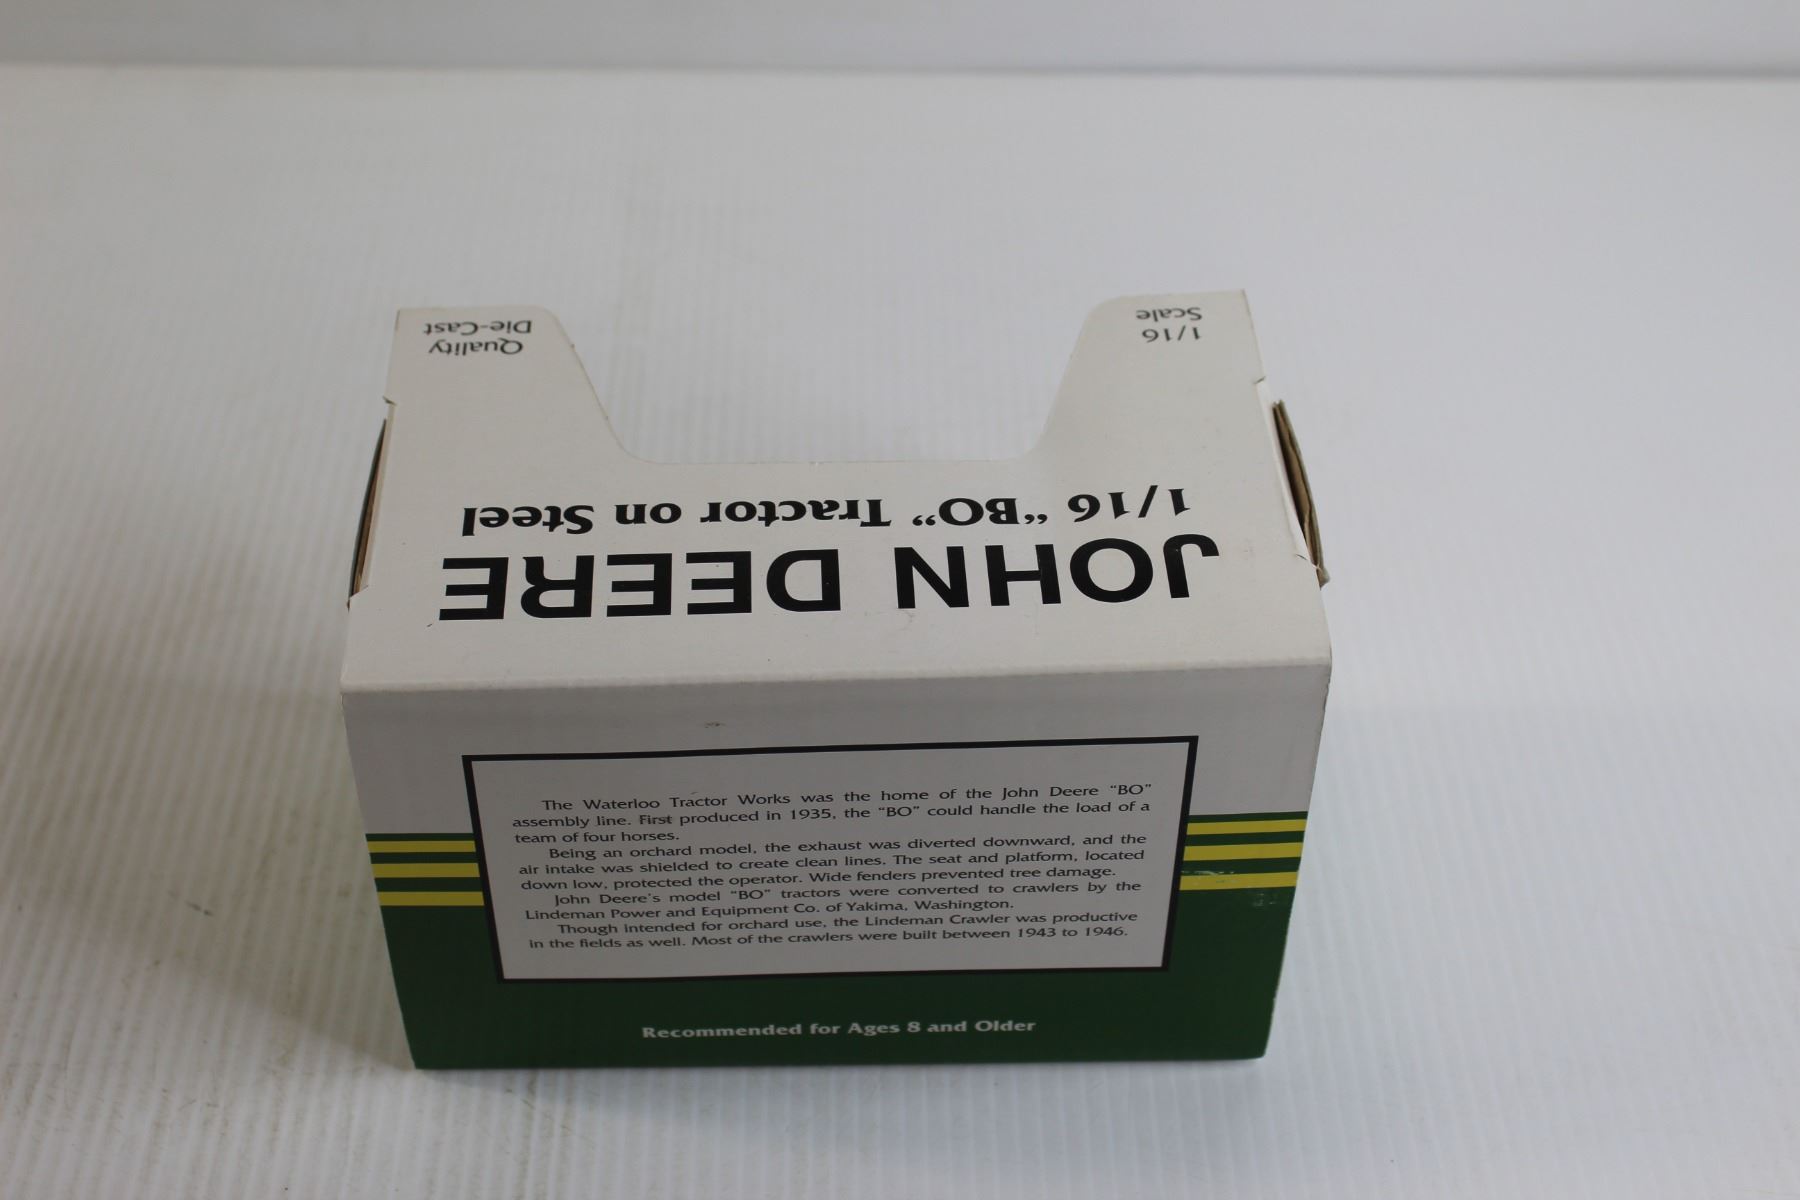 Quality
Die-Cast
1/16
Scale
JOHN DEERE
1/16 “BO” Tractor on Steel
The Waterloo Tractor Works was the home of the John Deere “BO”
assembly line. First produced in 1935, the “BO” could handle the load of a
team of four horses.
Being an orchard model, the exhaust was diverted downward, and the
air intake was shielded to create clean lines. The seat and platform, located
down low, protected the operator. Wide fenders prevented tree damage.
John Deere's model “BO” tractors were converted to crawlers by the
Lindeman Power and Equipment Co. of Yakima, Washington.
Though intended for orchard use, the Lindeman Crawler was productive
in the fields as well. Most of the crawlers were built between 1943 to 1946.
Recommended for Ages 8 and Older